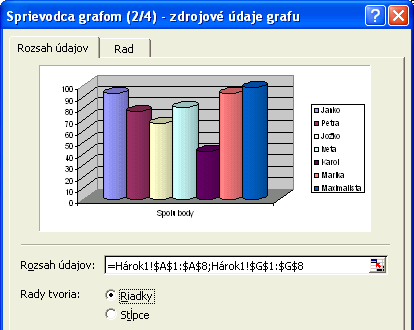 Sprievodca grafom (2/4) - zdrojové údaje grafu
Rozsah údajov
Rad
100
90
80
70
60
50
40
30
20
10
0
Spolu body
Janko
Petra
Jožko
Iveta
Karol
Marika
Maximalista
Rozsah údajov:
=Hárok1!$A$1:$A$8;Hárok1!$G$1:$G$8
Rady tvoria:
Riadky
Stĺpce